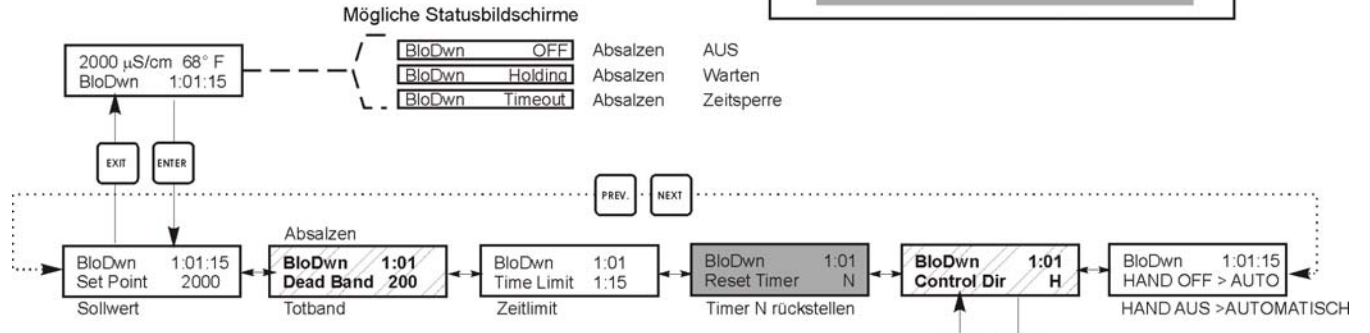 Mögliche Statusbildschirme
2000 µS/cm 68° F
BloDwn 1:01:15
BloDwn OFF Absalzen AUS
BloDwn Holding Absalzen Warten
BloDwn Timeout Absalzen Zeitsperre
EXIT ENTER
PREV. NEXT
Absalzen
BloDwn 1:01:15
Set Point 2000
Sollwert
BloDwn 1:01
Dead Band 200
Totband
BloDwn 1:01
Time Limit 1:15
Zeitlimit
BloDwn 1:01
Reset Timer N
Timer N rückstellen
BloDwn 1:01
Control Dir H
BloDwn 1:01:15
HAND OFF > AUTO
HAND AUS >AUTOMATISCH